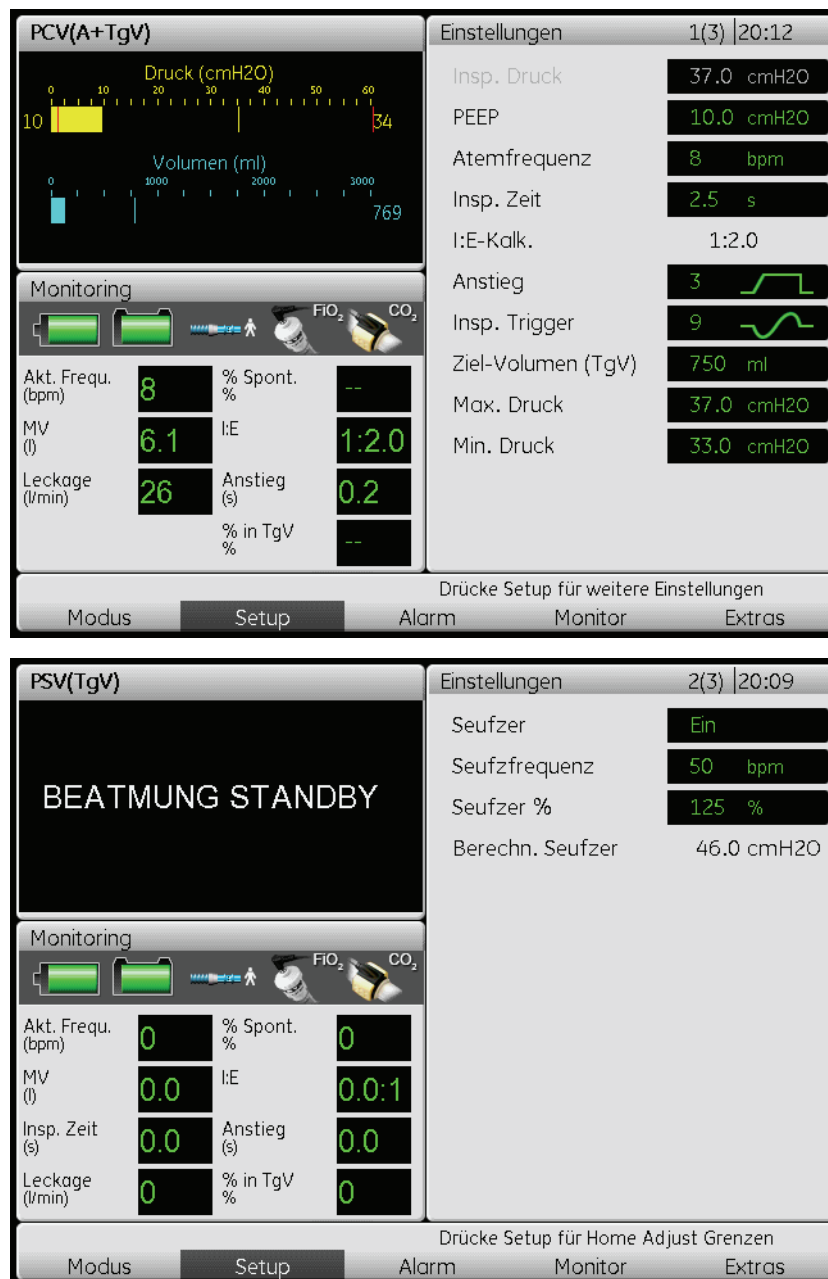 PCV(A+TgV)
Druck (cmH2O)
0 10 20 30 40 50 60
10 34
Volumen (ml)
0 1000 2000 3000
769
Monitoring
FiO2 CO2
Akt. Frequ. (bpm) 8 % Spont. % --
MV (l) 6.1 I:E 1:2.0
Leckage (l/min) 26 Anstieg (s) 0.2
% in TgV % --
Einstellungen 1(3) 20:12
Insp. Druck 37.0 cmH2O
PEEP 10.0 cmH2O
Atemfrequenz 8 bpm
Insp. Zeit 2.5 s
I:E-Kalk. 1:2.0
Anstieg 3
Insp. Trigger 9
Ziel-Volumen (TgV) 750 ml
Max. Druck 37.0 cmH2O
Min. Druck 33.0 cmH2O
Drücke Setup für weitere Einstellungen
Modus Setup Alarm Monitor Extras
PSV(TgV)
BEATMUNG STANDBY
Monitoring
FiO2 CO2
Akt. Frequ. (bpm) 0 % Spont. % 0
MV (l) 0.0 I:E 0.0:1
Insp. Zeit (s) 0.0 Anstieg (s) 0.0
Leckage (l/min) 0 % in TgV % 0
Einstellungen 2(3) 20:09
Seufzer Ein
Seufzfrequenz 50 bpm
Seufzer % 125 %
Berechn. Seufzer 46.0 cmH2O
Drücke Setup für Home Adjust Grenzen
Modus Setup Alarm Monitor Extras